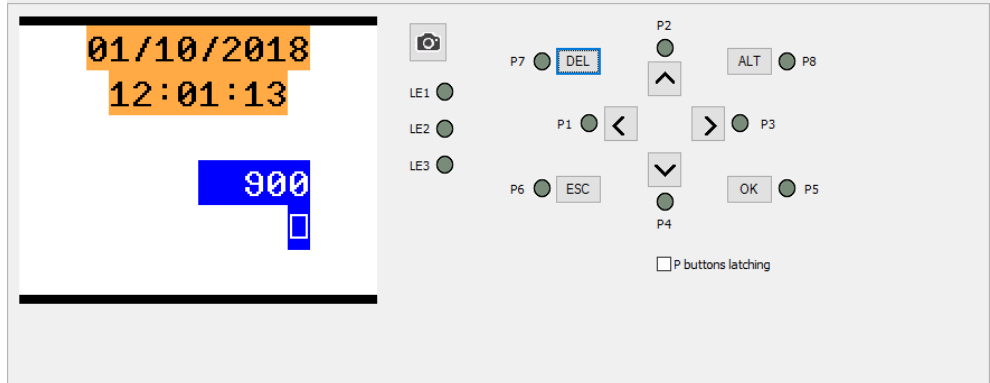 01/10/2018
12:01:13
900
P2
P7 DEL ALT P8
LE1
LE2 P1 P3
LE3
P6 ESC OK P5
P4
P buttons latching